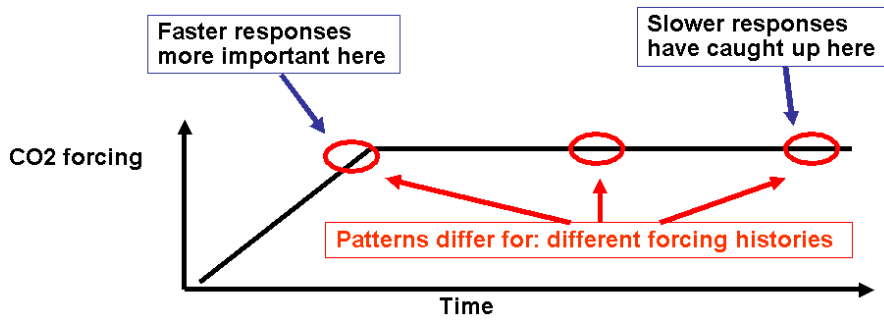 Faster responses
more important here
Slower responses
have caught up here
CO2 forcing
Patterns differ for: different forcing histories
Time